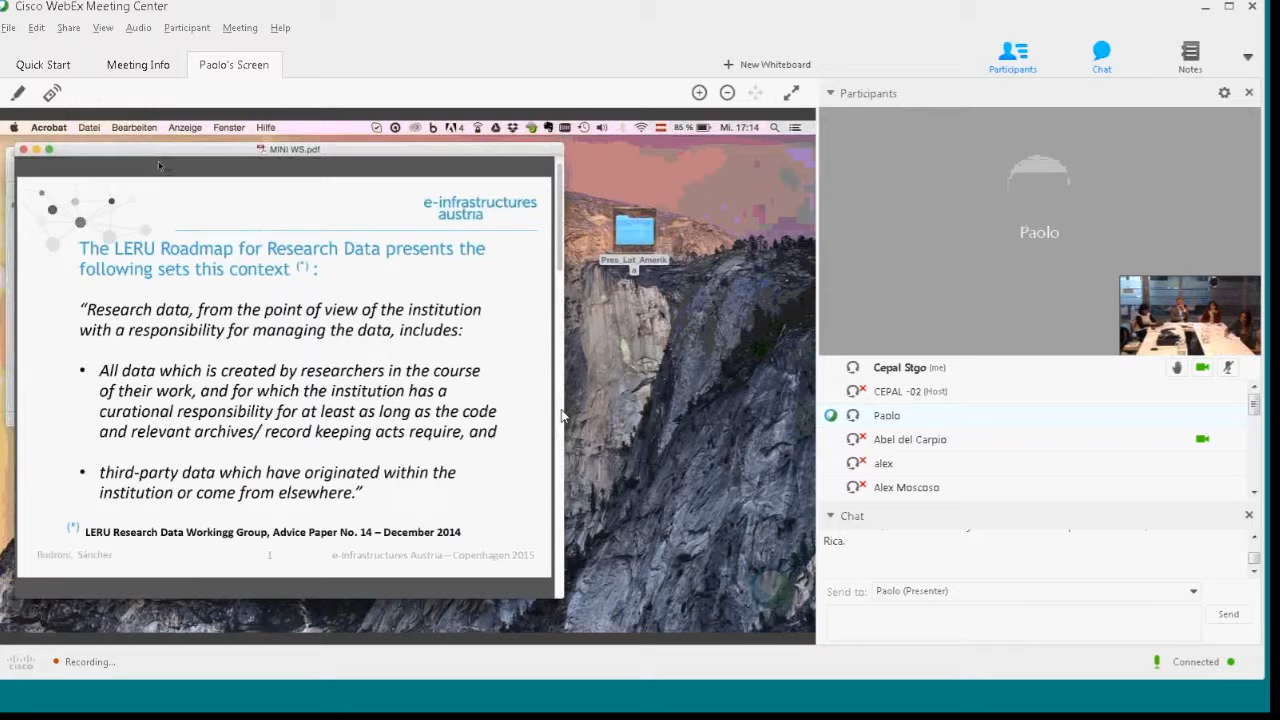 Cisco WebEx Meeting Center
File Edit Share View Audio Participant Meeting Help
Quick Start Meeting Info Paolo's Screen
New Whiteboard
Participants Chat Notes
Participants
Acrobat Datei Bearbeiten Anzeige Fenster Hilfe
4 85 % Mi. 17:14
MINI WS.pdf
e-infrastructures
austria
The LERU Roadmap for Research Data presents the
following sets this context (*) :
“Research data, from the point of view of the institution
with a responsibility for managing the data, includes:
• All data which is created by researchers in the course
of their work, and for which the institution has a
curational responsibility for at least as long as the code
and relevant archives/ record keeping acts require, and
• third-party data which have originated within the
institution or come from elsewhere.”
(*) LERU Research Data Workingg Group, Advice Paper No. 14 – December 2014
Budroni, Sánchez 1 e-Infrastructures Austria – Copenhagen 2015
Pres_Lat_Amerik
a
Paolo
Cepal Stgo (me)
CEPAL -02 (Host)
Paolo
Abel del Carpio
alex
Alex Moscoso
Chat
Rica.
Send to: Paolo (Presenter)
Send
cisco Recording...
Connected